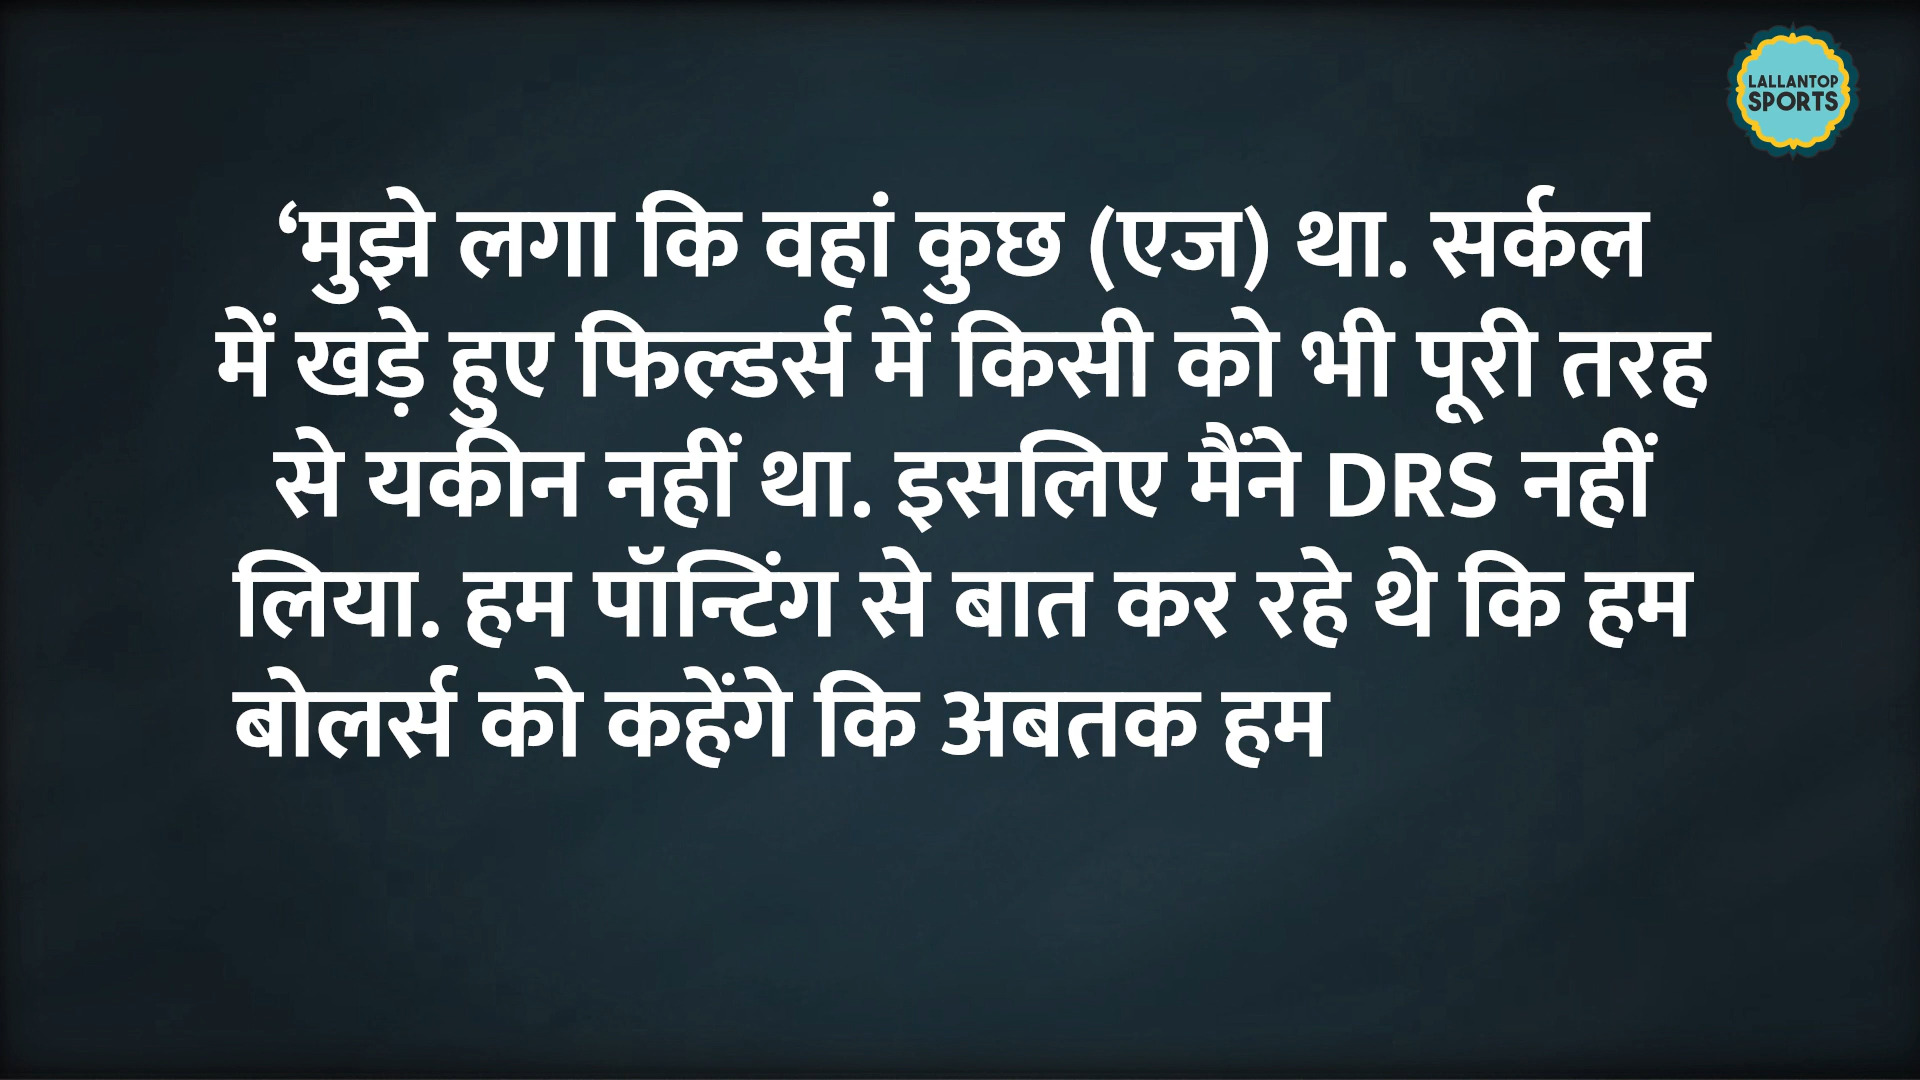 LALLANTOP
SPORTS
‘मुझे लगा कि वहां कुछ (एज) था. सर्कल
में खड़े हुए फिल्डर्स में किसी को भी पूरी तरह
से यकीन नहीं था. इसलिए मैंने DRS नहीं
लिया. हम पॉन्टिंग से बात कर रहे थे कि हम
बोलर्स को कहेंगे कि अबतक हम